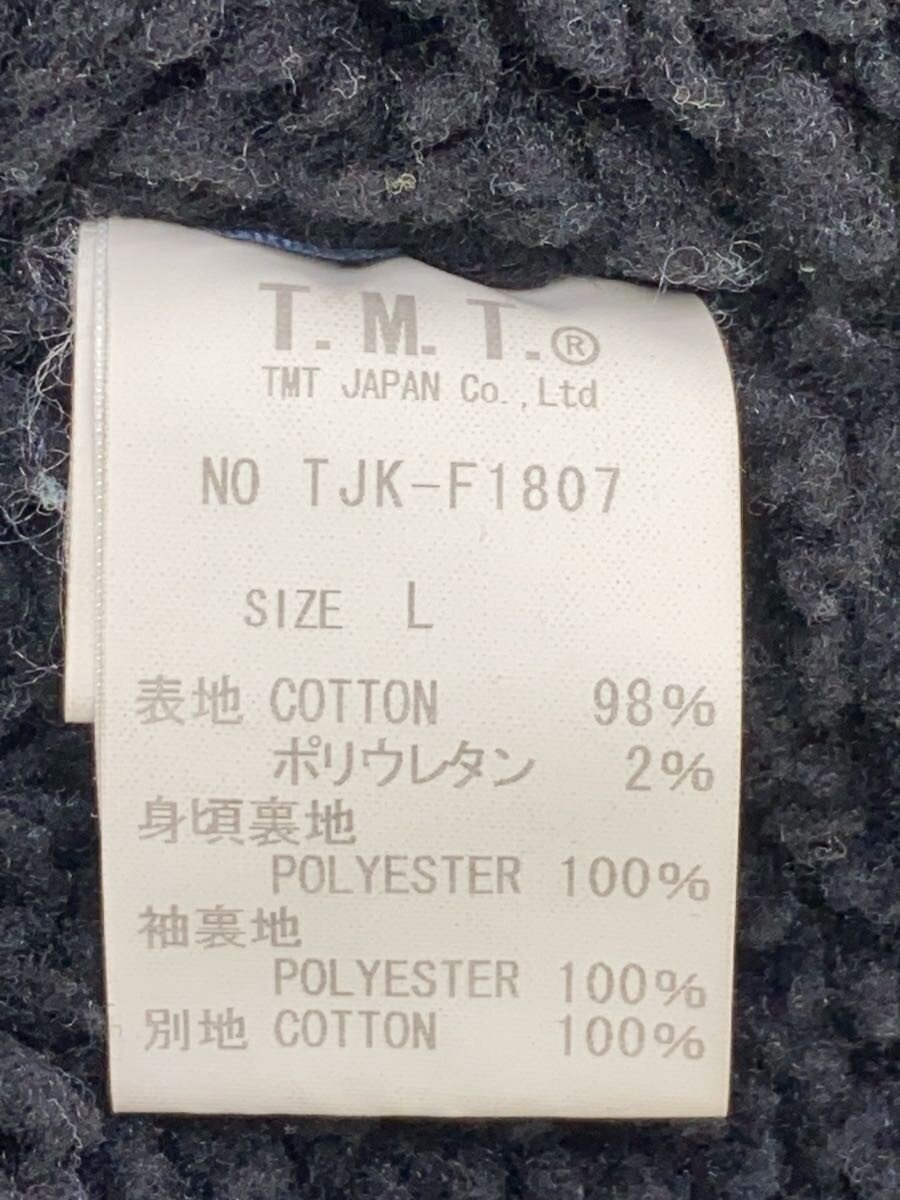 T.M.T.®
TMT JAPAN Co.,Ltd
NO TJK-F1807
SIZE L
表地 COTTON 98%
ポリウレタン 2%
身頃裏地
POLYESTER 100%
袖裏地
POLYESTER 100%
別地 COTTON 100%